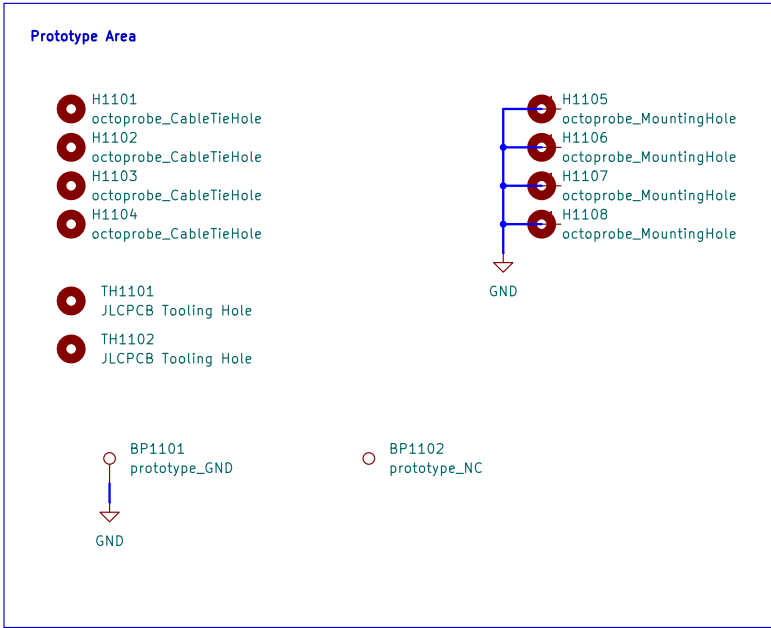 Prototype Area
H1101
octoprobe_CableTieHole
H1102
octoprobe_CableTieHole
H1103
octoprobe_CableTieHole
H1104
octoprobe_CableTieHole
H1105
octoprobe_MountingHole
H1106
octoprobe_MountingHole
H1107
octoprobe_MountingHole
H1108
octoprobe_MountingHole
GND
TH1101
JLCPCB Tooling Hole
TH1102
JLCPCB Tooling Hole
BP1101
prototype_GND
GND
BP1102
prototype_NC